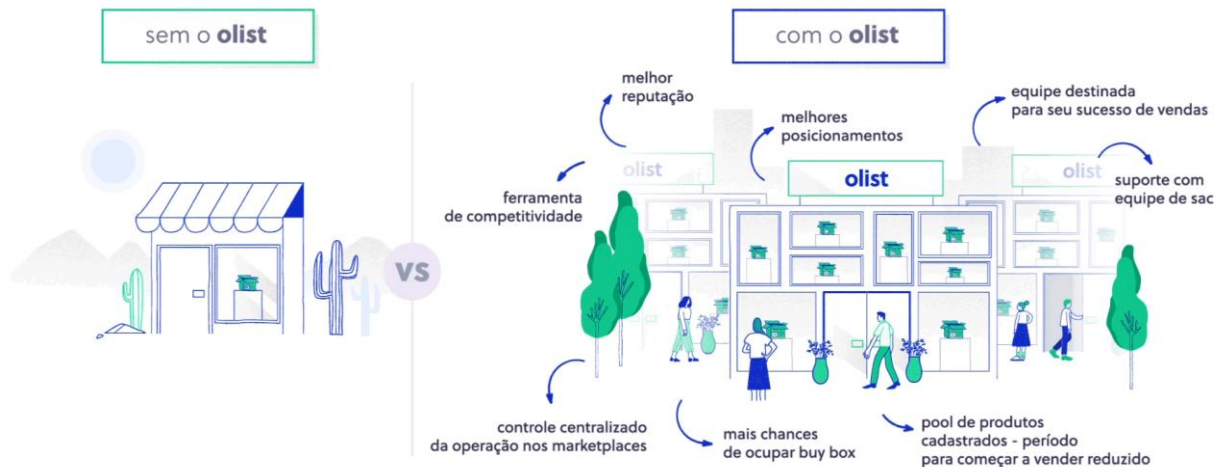 sem o olist
com o olist
melhor
reputação
melhores
posicionamentos
equipe destinada
para seu sucesso de vendas
ferramenta
de competitividade
suporte com
equipe de sac
olist
olist
olist
vs
controle centralizado
da operação nos marketplaces
mais chances
de ocupar buy box
pool de produtos
cadastrados - período
para começar a vender reduzido